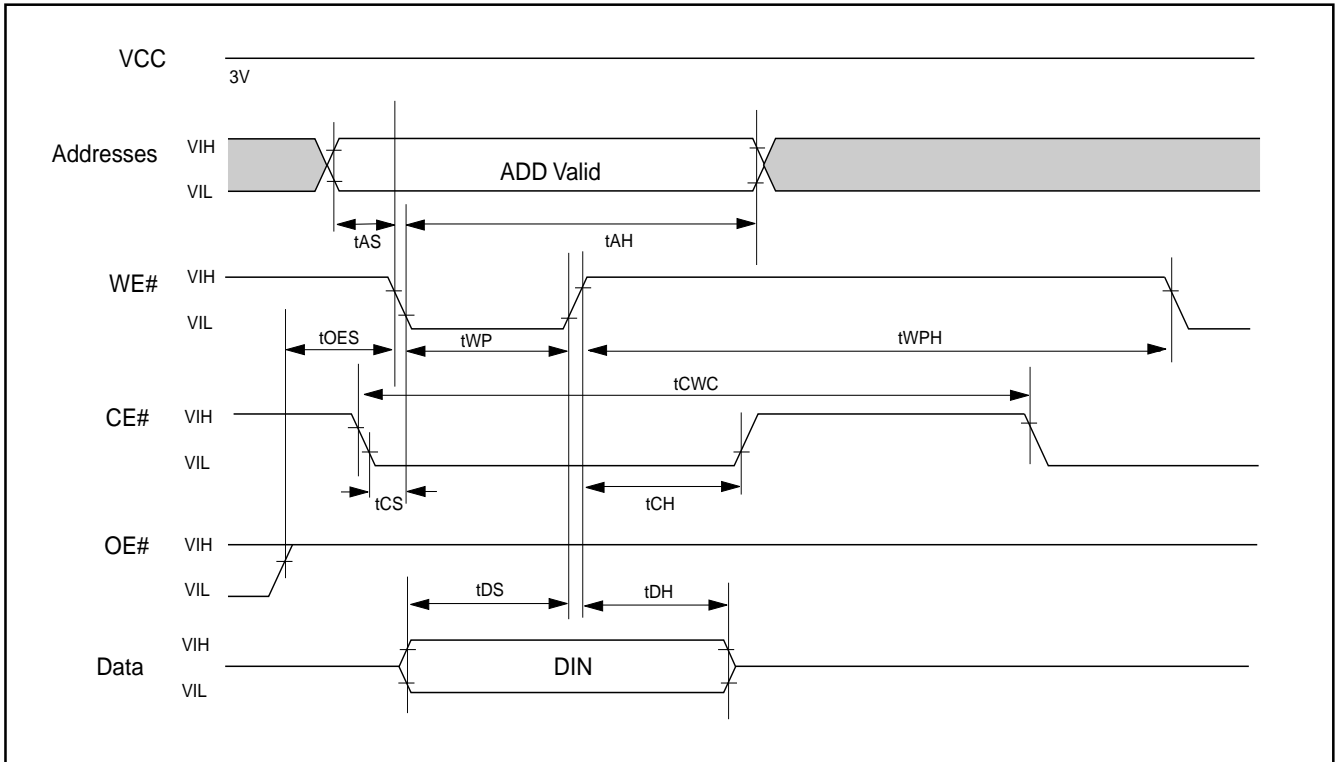 VCC
3V
Addresses
VIH
VIL
ADD Valid
tAS
tAH
WE#
VIH
VIL
tOES
tWP
tWPH
tCWC
CE#
VIH
VIL
tCS
tCH
OE#
VIH
VIL
tDS
tDH
Data
VIH
VIL
DIN